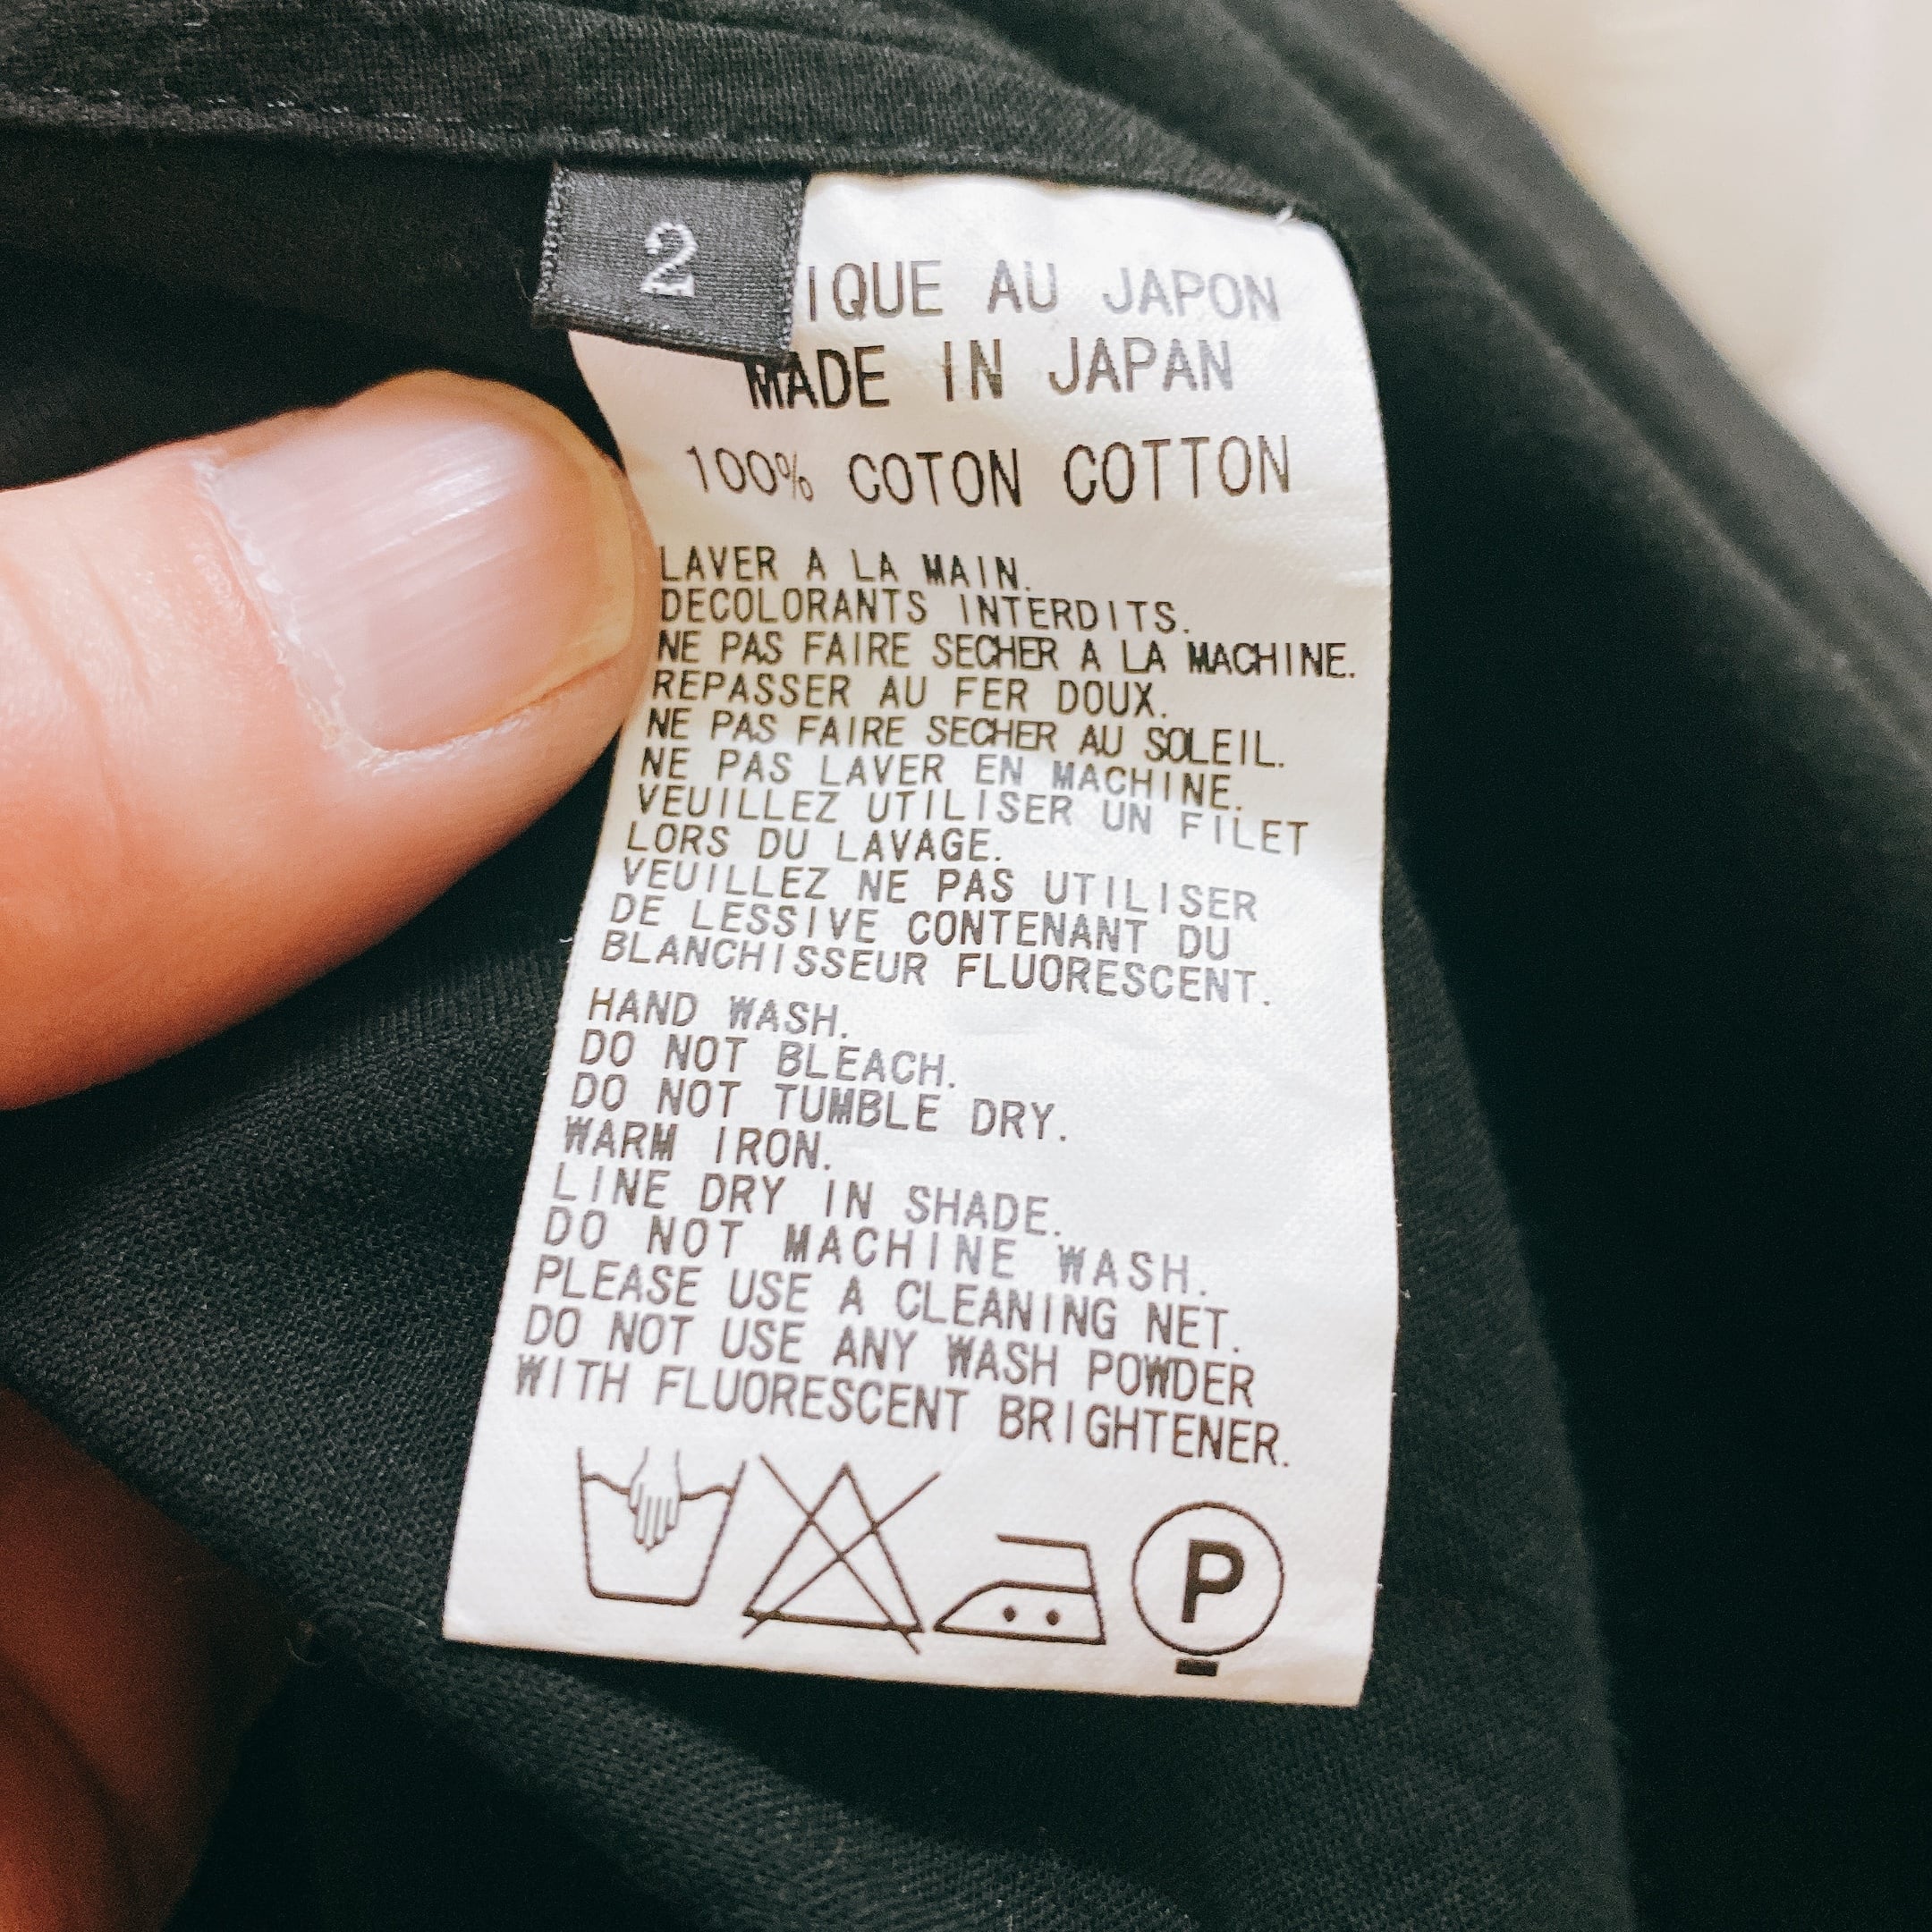 2
IQUE AU JAPON
MADE IN JAPAN
100% COTON COTTON
LAVER A LA MAIN.
DECOLORANTS INTERDITS.
NE PAS FAIRE SECHER A LA MACHINE.
REPASSER AU FER DOUX.
NE PAS FAIRE SECHER AU SOLEIL.
NE PAS LAVER EN MACHINE.
VEUILLEZ UTILISER UN FILET
LORS DU LAVAGE.
VEUILLEZ NE PAS UTILISER
DE LESSIVE CONTENANT DU
BLANCHISSEUR FLUORESCENT.
HAND WASH.
DO NOT BLEACH.
DO NOT TUMBLE DRY.
WARM IRON.
LINE DRY IN SHADE.
DO NOT MACHINE WASH.
PLEASE USE A CLEANING NET.
DO NOT USE ANY WASH POWDER
WITH FLUORESCENT BRIGHTENER.
P